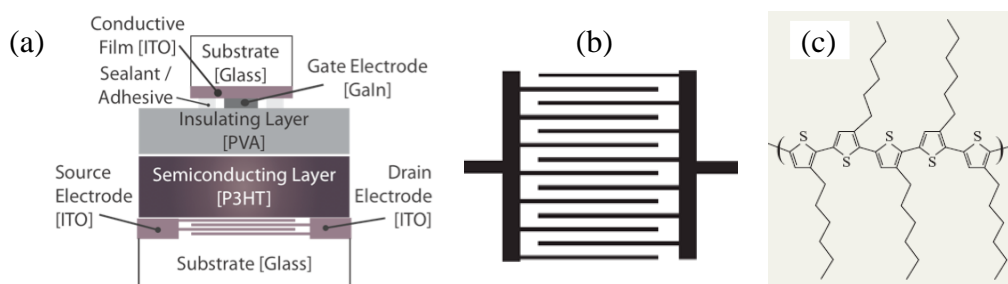 (a)
Conductive
Film [ITO]
Sealant /
Adhesive
Substrate
[Glass]
Gate Electrode
[GaIn]
Insulating Layer
[PVA]
Semiconducting Layer
[P3HT]
Source
Electrode
[ITO]
Drain
Electrode
[ITO]
Substrate [Glass]
(b)
(c)
S
S
S
S
S